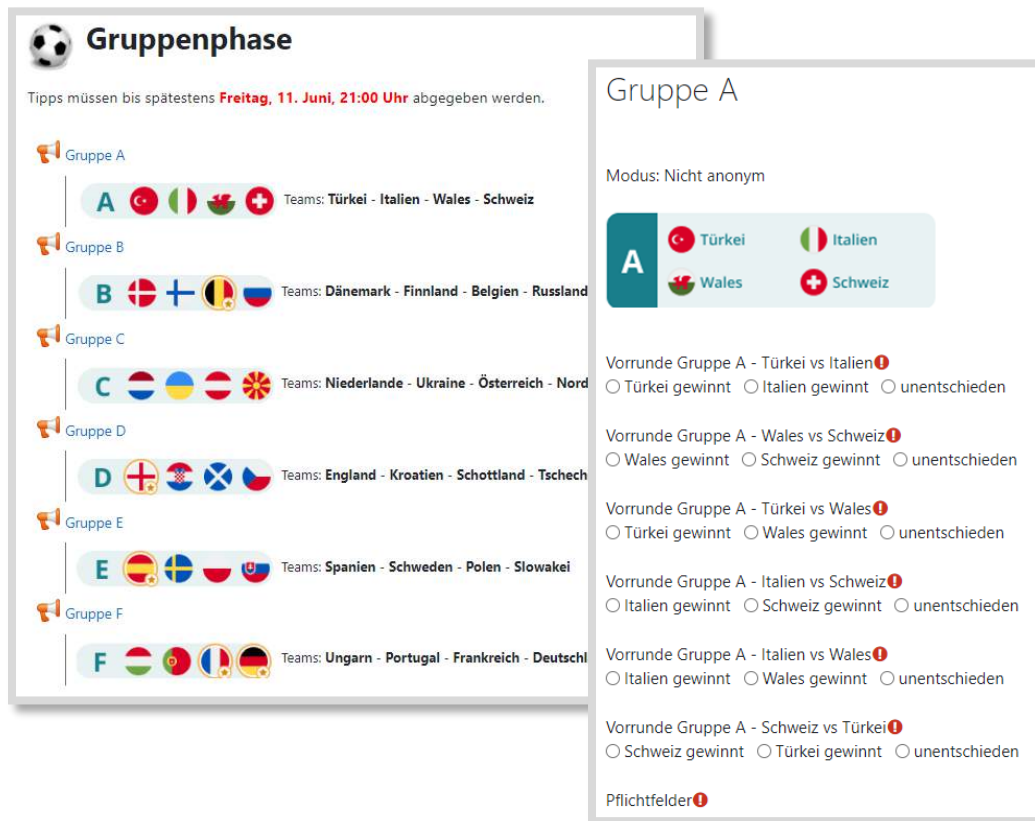 Gruppenphase
Tipps müssen bis spätestens Freitag, 11. Juni, 21:00 Uhr abgegeben werden.
Gruppe A
A Teams: Türkei - Italien - Wales - Schweiz
Gruppe B
B Teams: Dänemark - Finnland - Belgien - Russland
Gruppe C
C Teams: Niederlande - Ukraine - Österreich - Nord
Gruppe D
D Teams: England - Kroatien - Schottland - Tschech
Gruppe E
E Teams: Spanien - Schweden - Polen - Slowakei
Gruppe F
F Teams: Ungarn - Portugal - Frankreich - Deutschl
Gruppe A
Modus: Nicht anonym
A
Türkei Italien
Wales Schweiz
Vorrunde Gruppe A - Türkei vs Italien
Türkei gewinnt Italien gewinnt unentschieden
Vorrunde Gruppe A - Wales vs Schweiz
Wales gewinnt Schweiz gewinnt unentschieden
Vorrunde Gruppe A - Türkei vs Wales
Türkei gewinnt Wales gewinnt unentschieden
Vorrunde Gruppe A - Italien vs Schweiz
Italien gewinnt Schweiz gewinnt unentschieden
Vorrunde Gruppe A - Italien vs Wales
Italien gewinnt Wales gewinnt unentschieden
Vorrunde Gruppe A - Schweiz vs Türkei
Schweiz gewinnt Türkei gewinnt unentschieden
Pflichtfelder